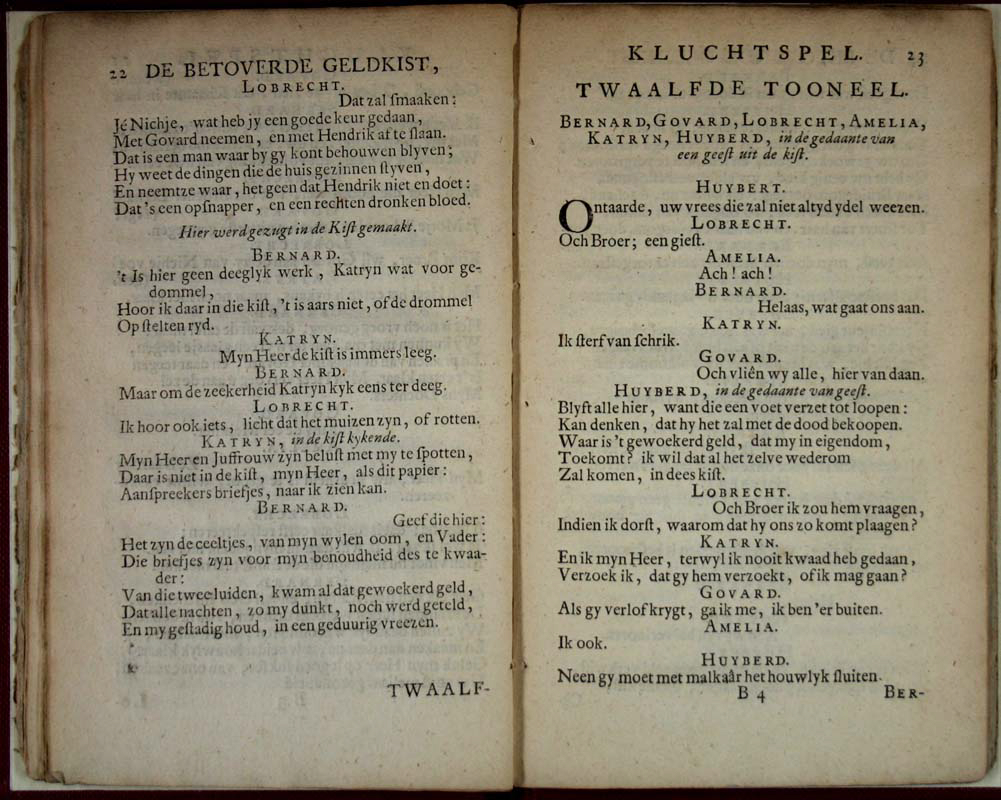 22 DE BETOVERDE GELDKIST,
LOBRECHT.
Dat zal ſmaaken:
Jé Nichje, wat heb jy een goede keur gedaan,
Met Govard neemen, en met Hendrik af te ſlaan.
Dat is een man waar by gy kont behouwen blyven;
Hy weet de dingen die de huis gezinnen ſtyven,
En neemtze waar, het geen dat Hendrik niet en doet:
Dat 's een opſnapper, en een rechten dronken bloed.
Hier werd gezugt in de Kiſt gemaakt.
BERNARD.
't Is hier geen deeglyk werk, Katryn wat voor ge-
dommel,
Hoor ik daar in die kiſt, 't is aars niet, of de drommel
Op ſtelten ryd.
KATRYN.
Myn Heer de kiſt is immers leeg.
BERNARD.
Maar om de zeekerheid Katryn kyk eens ter deeg.
LOBRECHT.
Ik hoor ook iets, licht dat het muizen zyn, of rotten.
KATRYN, in de kiſt kykende.
Myn Heer en Juffrouw zyn beluſt met my te ſpotten,
Daar is niet in de kiſt, myn Heer, als dit papier:
Aanſpreekers briefjes, naar ik zien kan.
BERNARD.
Geef die hier:
Het zyn de ceeltjes, van myn wylen oom, en Vader:
Die briefjes zyn voor myn benoudheid des te kwaa-
der:
Van die twee luiden, kwam al dat gewoekerd geld,
Dat alle nachten, zo my dunkt, noch werd geteld,
En my geſtadig houd, in een geduurig vreezen.
TWAALF-
KLUCHTSPEL. 23
TWAALFDE TOONEEL.
BERNARD, GOVARD, LOBRECHT, AMELIA,
KATRYN, HUYBERD, in de gedaante van
een geeſt uit de kiſt.
HUYBERT.
Ontaarde, uw vrees die zal niet altyd ydel weezen.
LOBRECHT.
Och Broer; een gieſt.
AMELIA.
Ach! ach!
BERNARD.
Helaas, wat gaat ons aan.
KATRYN.
Ik ſterf van ſchrik.
GOVARD.
Och vliên wy alle, hier van daan.
HUYBERD, in de gedaante van geeſt.
Blyft alle hier, want die een voet verzet tot loopen:
Kan denken, dat hy het zal met de dood bekoopen.
Waar is 't gewoekerd geld, dat my in eigendom,
Toekomt? ik wil dat al het zelve wederom
Zal komen, in dees kiſt.
LOBRECHT.
Och Broer ik zou hem vraagen,
Indien ik dorſt, waarom dat hy ons zo komt plaagen?
KATRYN.
En ik myn Heer, terwyl ik nooit kwaad heb gedaan,
Verzoek ik, dat gy hem verzoekt, of ik mag gaan?
GOVARD.
Als gy verlof krygt, ga ik me, ik ben 'er buiten.
AMELIA.
Ik ook.
HUYBERD.
Neen gy moet met malkaâr het houwlyk ſluiten.
B 4 BER-